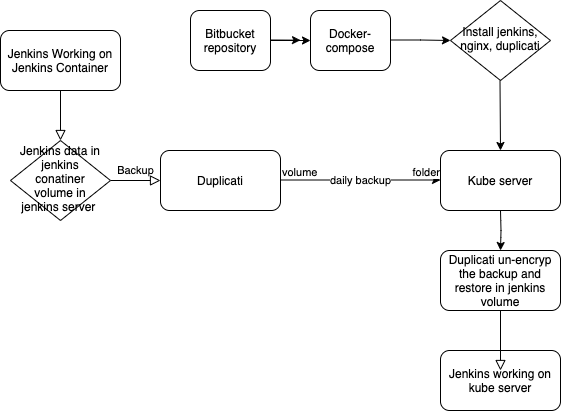 Bitbucket
repository
Docker-
compose
Install jenkins,
nginx, duplicati
Jenkins Working on
Jenkins Container
Jenkins data in
jenkins
conatiner
volume in
jenkins server
Backup
Duplicati
volume
daily backup
folder
Kube server
Duplicati un-encryp
the backup and
restore in jenkins
volume
Jenkins working on
kube server